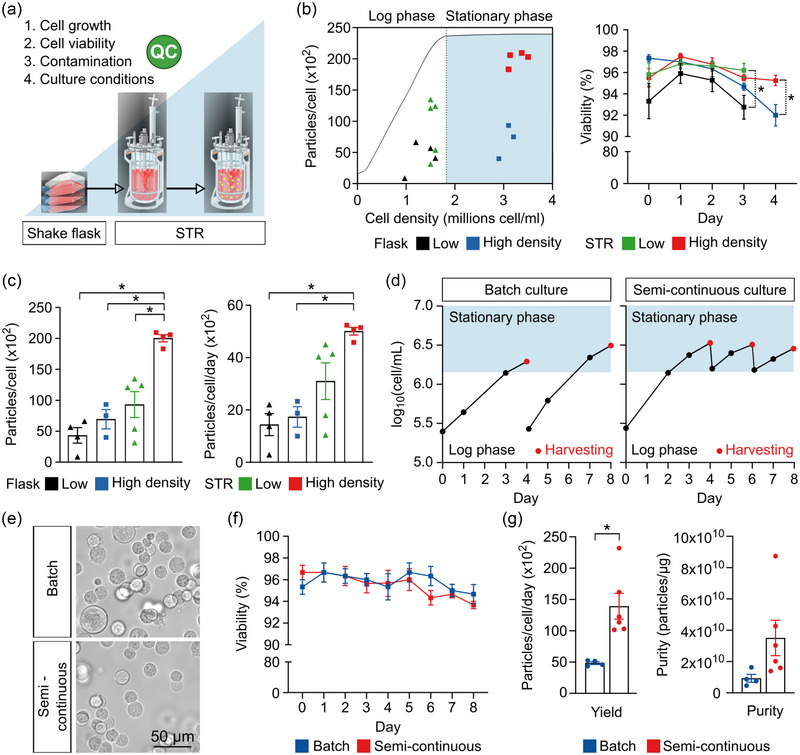 (a)
1. Cell growth
2. Cell viability
3. Contamination
4. Culture conditions
QC
Shake flask
STR
(b)
Log phase
Stationary phase
Particles/cell (x10²)
250
200
150
100
50
0
0 1 2 3 4
Cell density (millions cell/ml)
Viability (%)
98
96
94
92
80
0
*
*
0 1 2 3 4
Day
Flask Low High density STR Low High density
(c)
Particles/cell (x10²)
250
200
150
100
50
0
*
*
*
Particles/cell/day (x10²)
60
40
20
0
*
*
Flask Low High density STR Low High density
(d)
Batch culture
Semi-continuous culture
log₁₀(cell/mL)
7.0
6.5
6.0
5.5
5.0
Stationary phase
Stationary phase
Log phase
Harvesting
Log phase
Harvesting
0 1 2 3 4 5 6 7 8
0 1 2 3 4 5 6 7 8
Day
Day
(e)
Batch
Semi -
continuous
50 µm
(f)
Viability (%)
98
96
94
92
80
0
0 1 2 3 4 5 6 7 8
Day
Batch Semi-continuous
(g)
Particles/cell/day (x10²)
250
200
150
100
50
0
*
Yield
Purity (particles/µg)
10x10¹⁰
8x10¹⁰
6x10¹⁰
4x10¹⁰
2x10¹⁰
0
Purity
Batch Semi-continuous